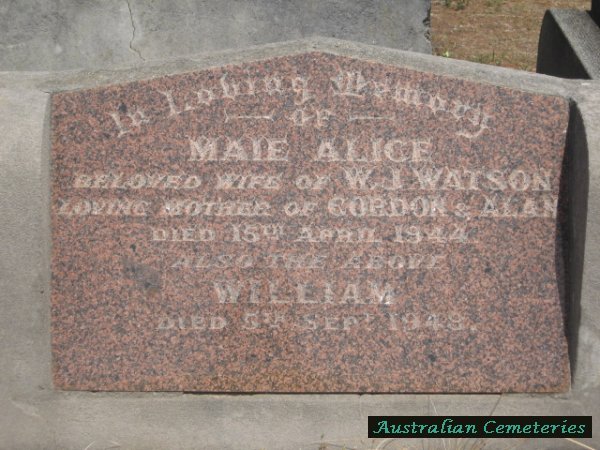 In Loving Memory
OF
MAIE ALICE
BELOVED WIFE OF W. J. WATSON
LOVING MOTHER OF GORDON & ALAN
DIED 15TH APRIL 1944
ALSO THE ABOVE
WILLIAM
DIED 5TH SEPT 1948.
Australian Cemeteries